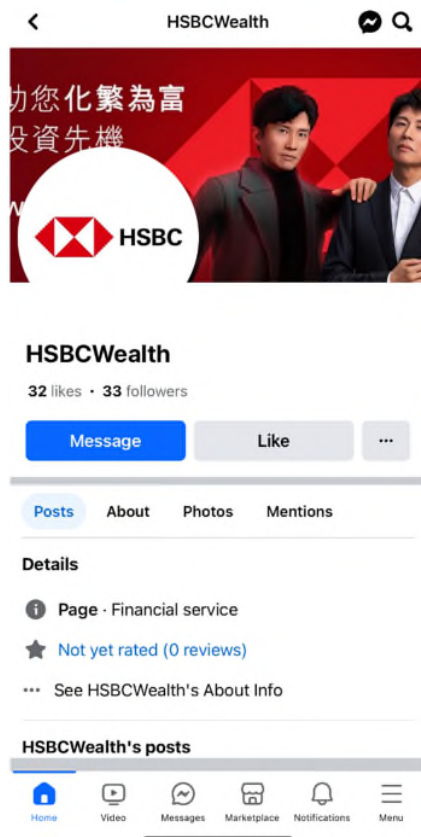 HSBCWealth
助您化繁為富
投資先機
HSBC
HSBCWealth
32 likes · 33 followers
Message
Like
Posts
About
Photos
Mentions
Details
Page · Financial service
Not yet rated (0 reviews)
See HSBCWealth's About Info
HSBCWealth's posts
Home
Video
Messages
Marketplace
Notifications
Menu